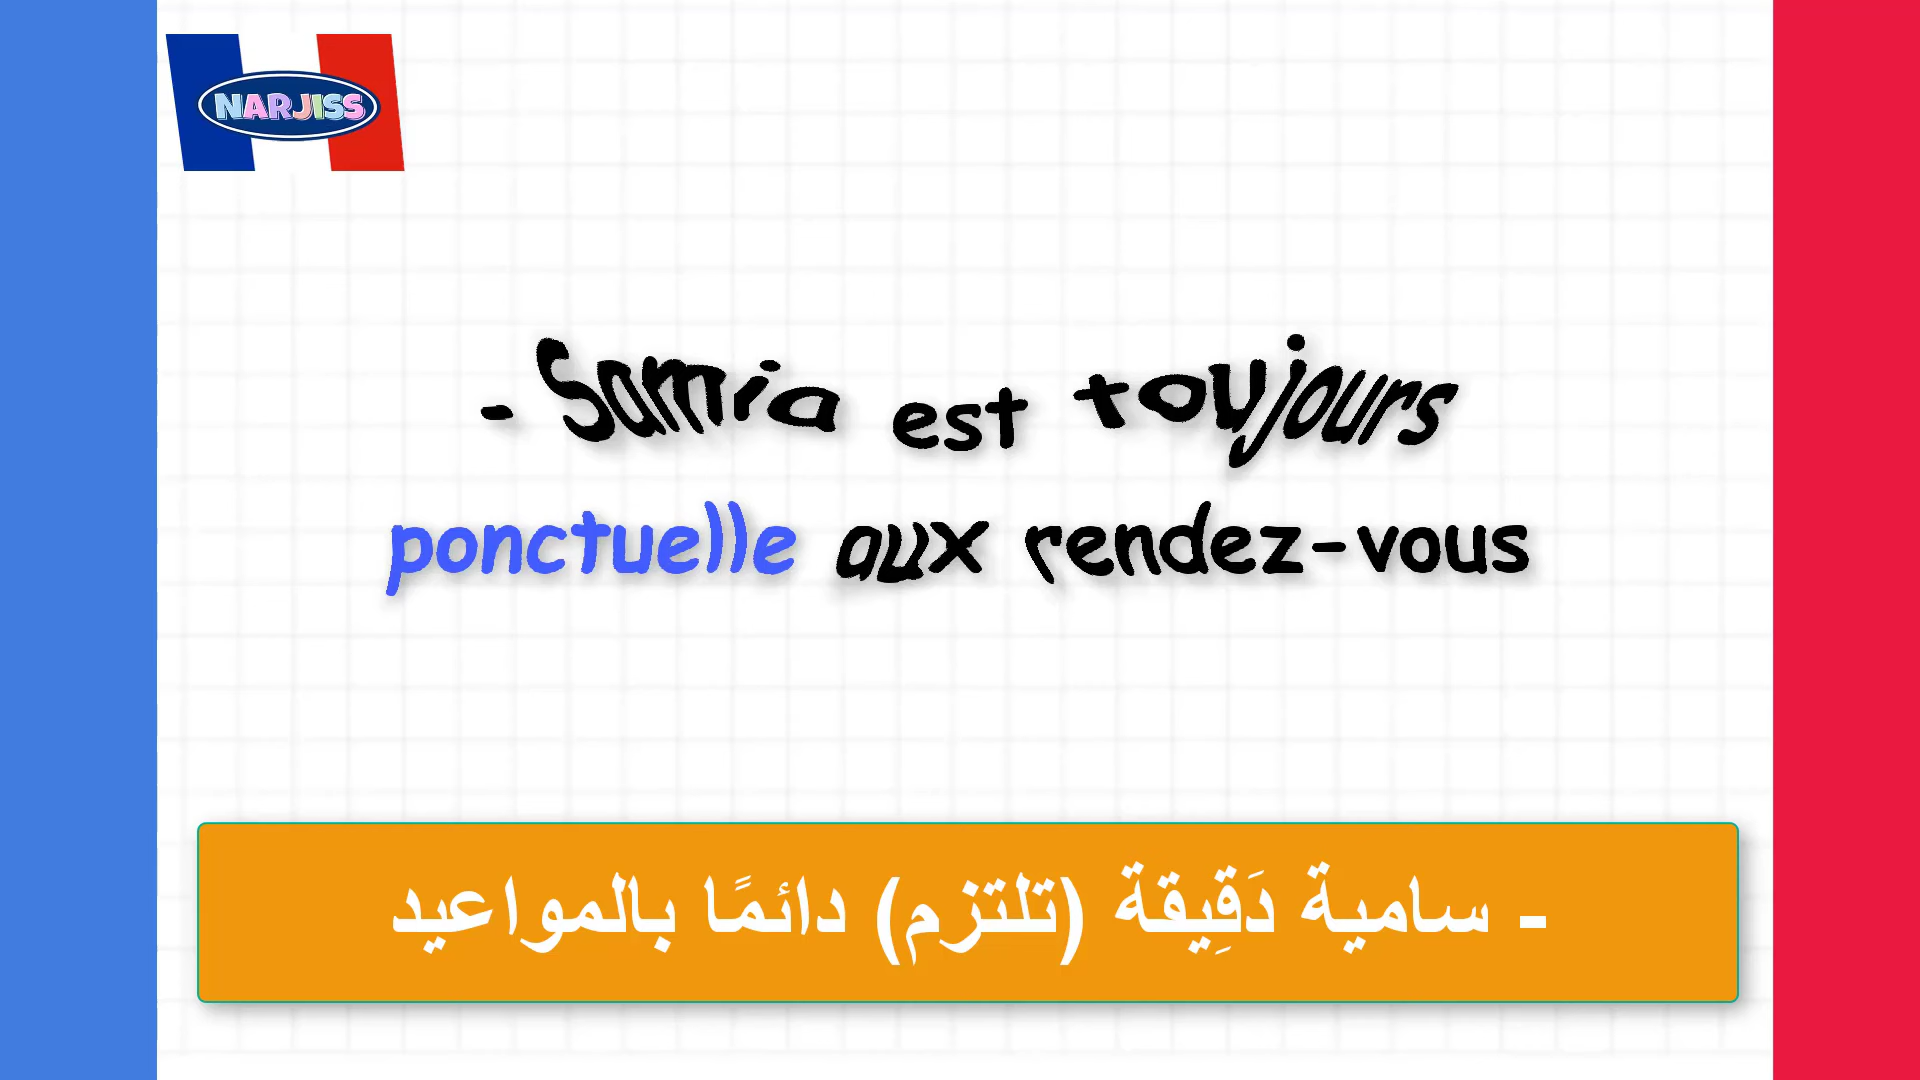 NARJISS
- Samia est toujours
ponctuelle aux rendez-vous
- سامية دَقِيقة (تلتزم) دائمًا بالمواعيد